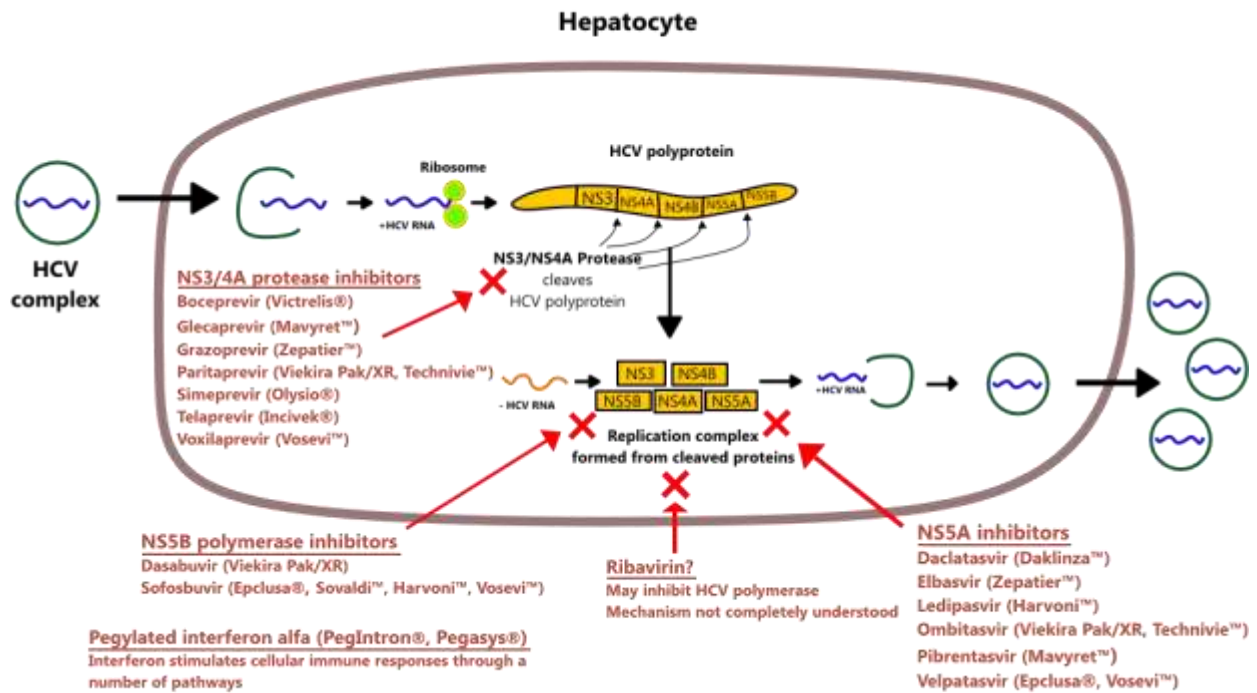 Hepatocyte
HCV
complex
Ribosome
+HCV RNA
HCV polyprotein
NS3
NS4A
NS4B
NS5A
NS5B
NS3/NS4A Protease
cleaves
HCV polyprotein
NS3/4A protease inhibitors
Boceprevir (Victrelis®)
Glecaprevir (Mavyret™)
Grazoprevir (Zepatier™)
Paritaprevir (Viekira Pak/XR, Technivie™)
Simeprevir (Olysio®)
Telaprevir (Incivek®)
Voxilaprevir (Vosevi™)
- HCV RNA
NS3
NS4B
NS5B
NS4A
NS5A
+HCV RNA
Replication complex
formed from cleaved proteins
NS5B polymerase inhibitors
Dasabuvir (Viekira Pak/XR)
Sofosbuvir (Epclusa®, Sovaldi™, Harvoni™, Vosevi™)
Ribavirin?
May inhibit HCV polymerase
Mechanism not completely understood
NS5A inhibitors
Daclatasvir (Daklinza™)
Elbasvir (Zepatier™)
Ledipasvir (Harvoni™)
Ombitasvir (Viekira Pak/XR, Technivie™)
Pibrentasvir (Mavyret™)
Velpatasvir (Epclusa®, Vosevi™)
Pegylated interferon alfa (PegIntron®, Pegasys®)
Interferon stimulates cellular immune responses through a
number of pathways